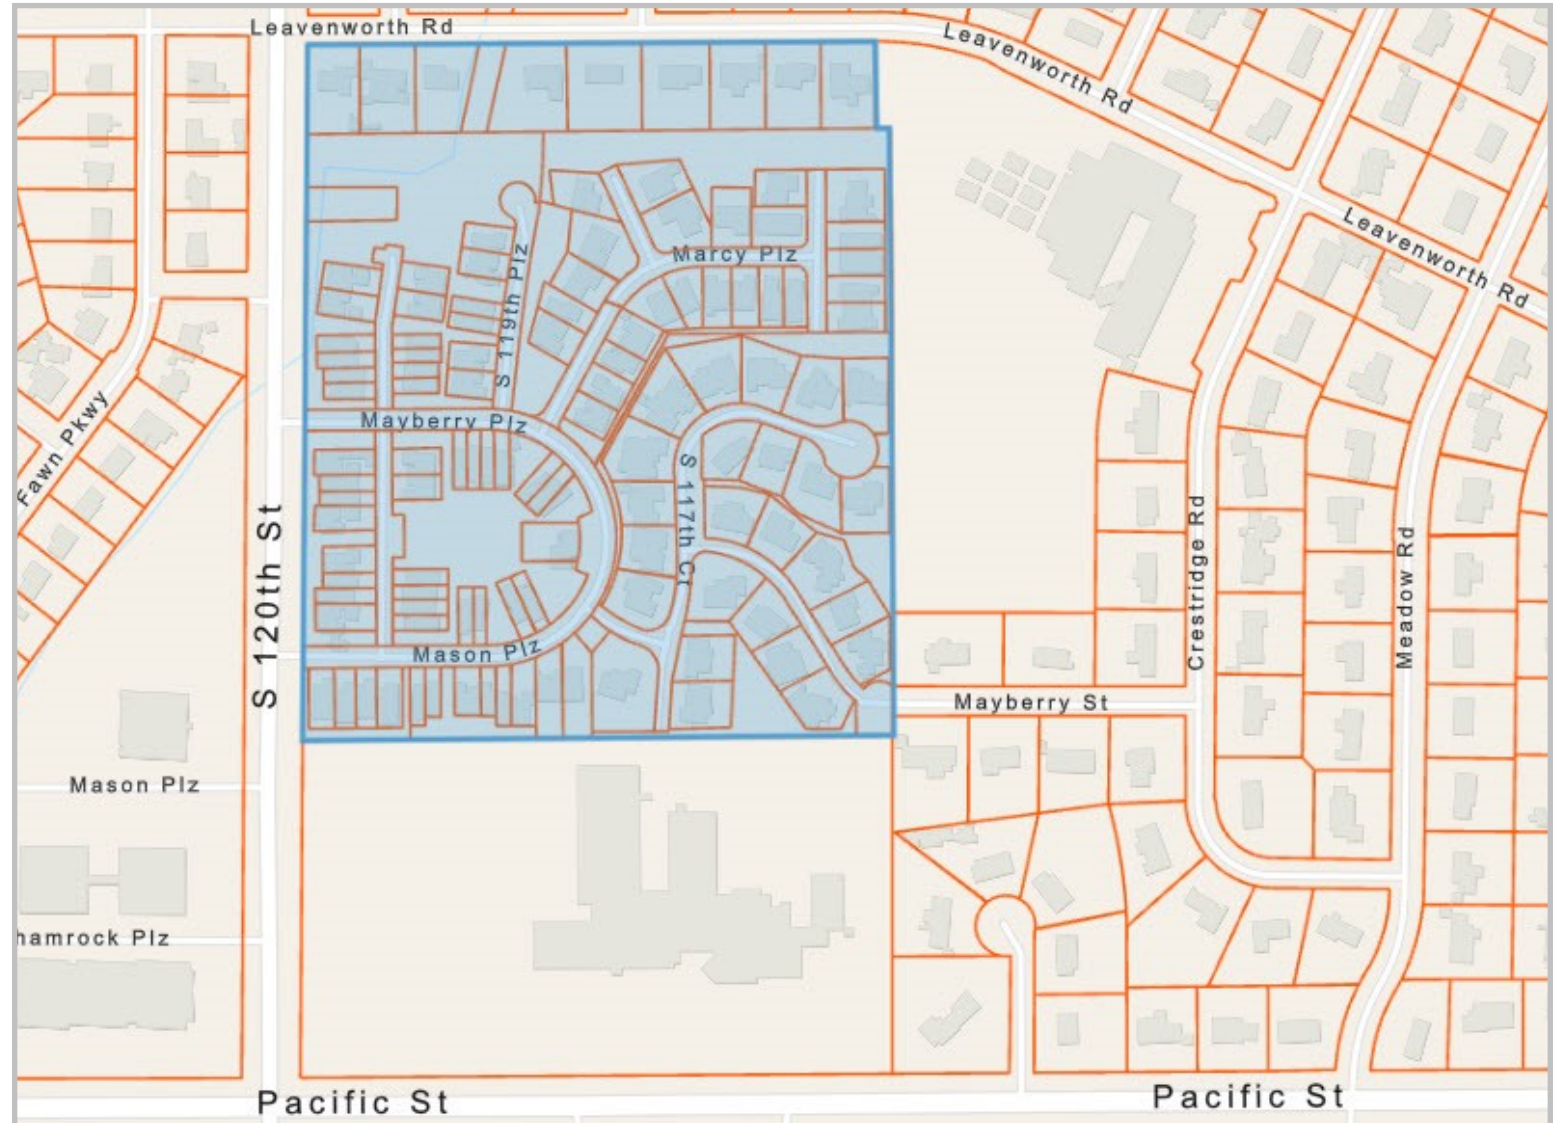 Leavenworth Rd
Leavenworth Rd
Leavenworth Rd
Marcy Plz
S 119th Plz
Mayberry Plz
Fawn Pkwy
S 117th Ct
S 120th St
Crestridge Rd
Meadow Rd
Mason Plz
Mayberry St
Mason Plz
hamrock Plz
Pacific St
Pacific St